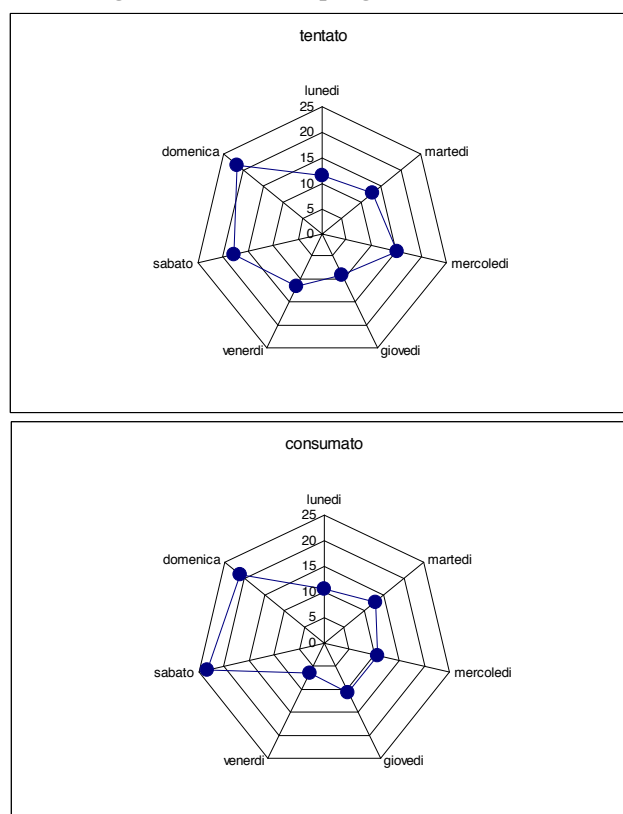 tentato
lunedi
25
20
15
10
5
0
domenica
martedi
sabato
mercoledi
venerdi
giovedi
consumato
lunedi
25
20
15
10
5
0
domenica
martedi
sabato
mercoledi
venerdi
giovedi